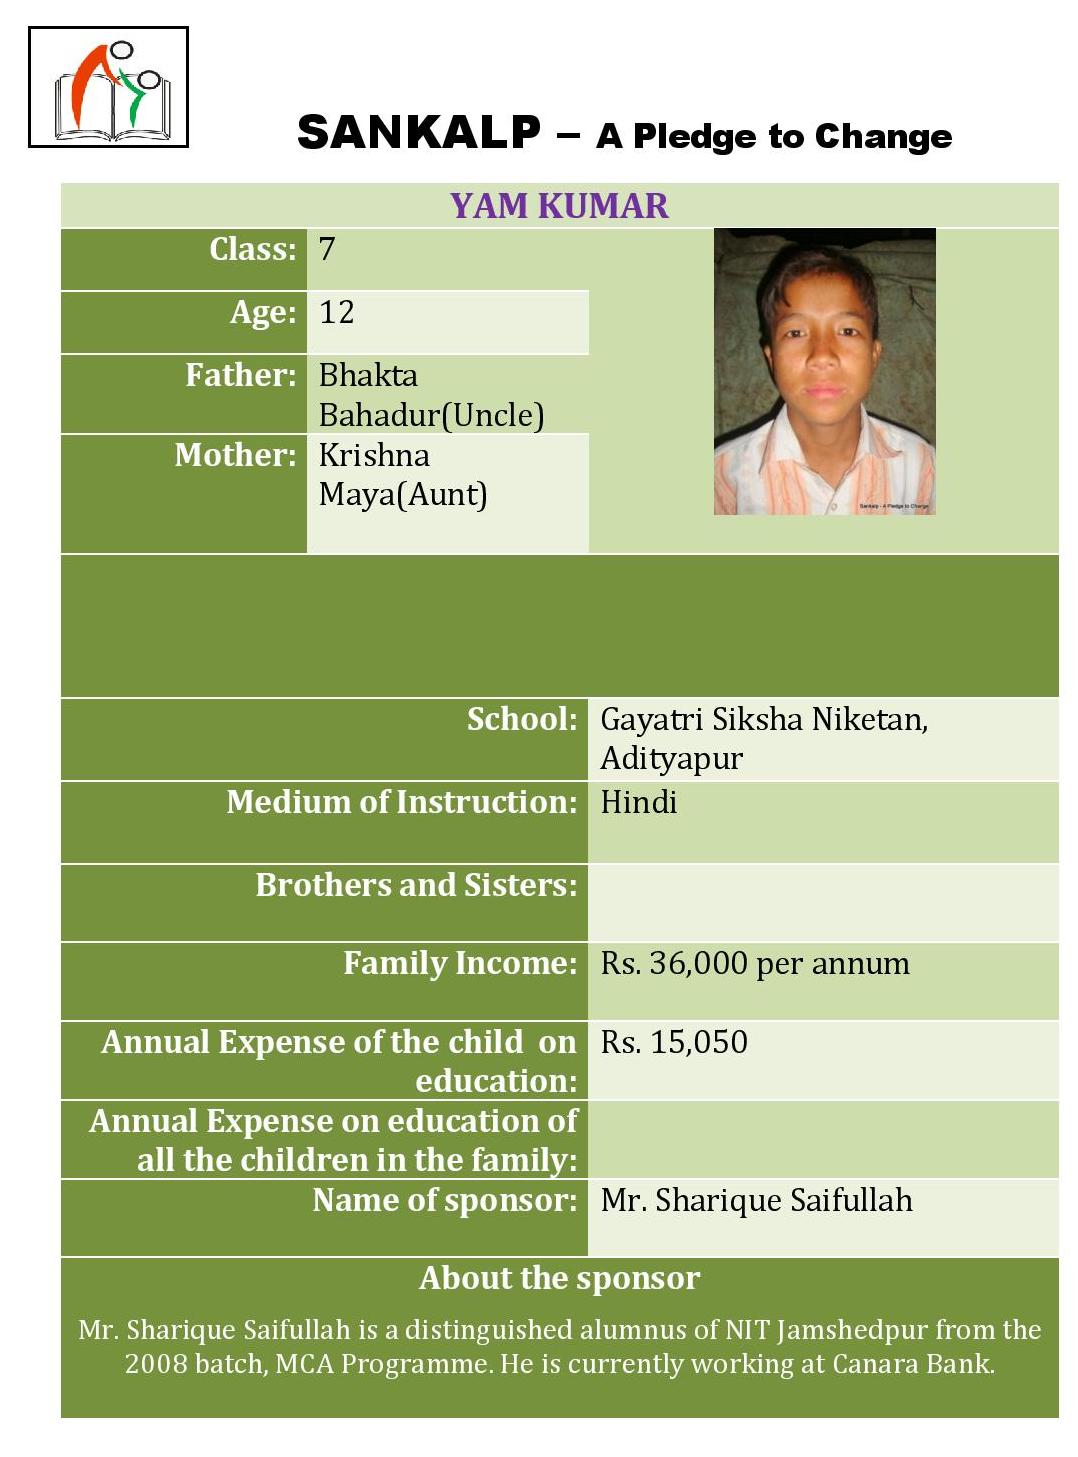 SANKALP – A Pledge to Change
YAM KUMAR
Class: 7
Age: 12
Father: Bhakta
Bahadur(Uncle)
Mother: Krishna
Maya(Aunt)
Sankalp - A Pledge to Change
School: Gayatri Siksha Niketan,
Adityapur
Medium of Instruction: Hindi
Brothers and Sisters:
Family Income: Rs. 36,000 per annum
Annual Expense of the child on Rs. 15,050
education:
Annual Expense on education of
all the children in the family:
Name of sponsor: Mr. Sharique Saifullah
About the sponsor
Mr. Sharique Saifullah is a distinguished alumnus of NIT Jamshedpur from the
2008 batch, MCA Programme. He is currently working at Canara Bank.